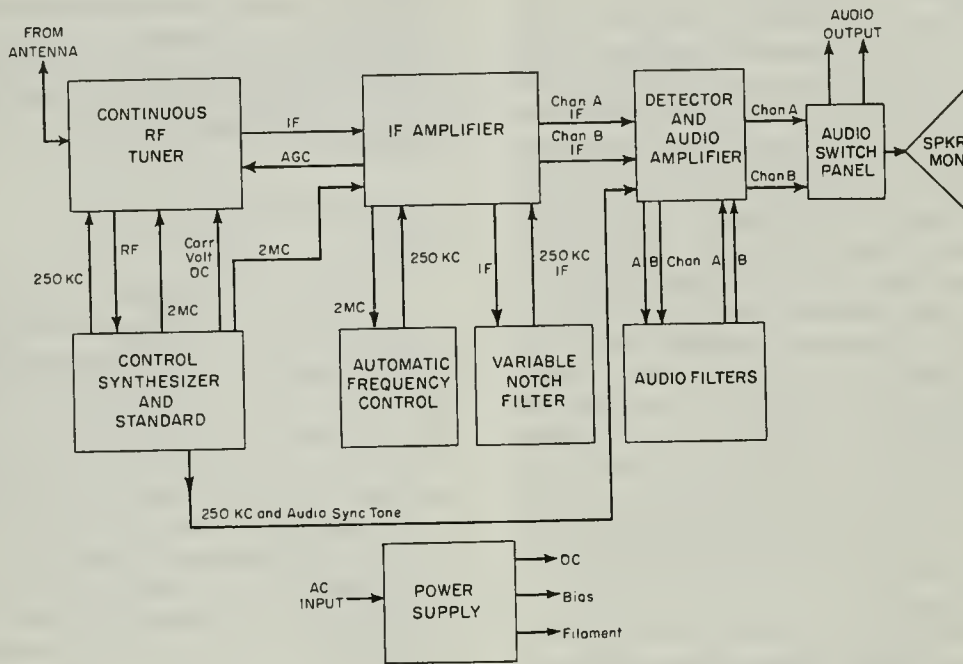 FROM
ANTENNA
CONTINUOUS
RF
TUNER
IF
AGC
IF AMPLIFIER
Chan A
IF
Chan B
IF
DETECTOR
AND
AUDIO
AMPLIFIER
Chan A
Chan B
AUDIO
OUTPUT
AUDIO
SWITCH
PANEL
SPKR
MON
250 KC
RF
2MC
Corr
Volt
DC
2MC
2MC
250 KC
IF
250 KC
IF
A
B
Chan
A
B
CONTROL
SYNTHESIZER
AND
STANDARD
AUTOMATIC
FREQUENCY
CONTROL
VARIABLE
NOTCH
FILTER
AUDIO FILTERS
250 KC and Audio Sync Tone
AC
INPUT
POWER
SUPPLY
DC
Bias
Filament